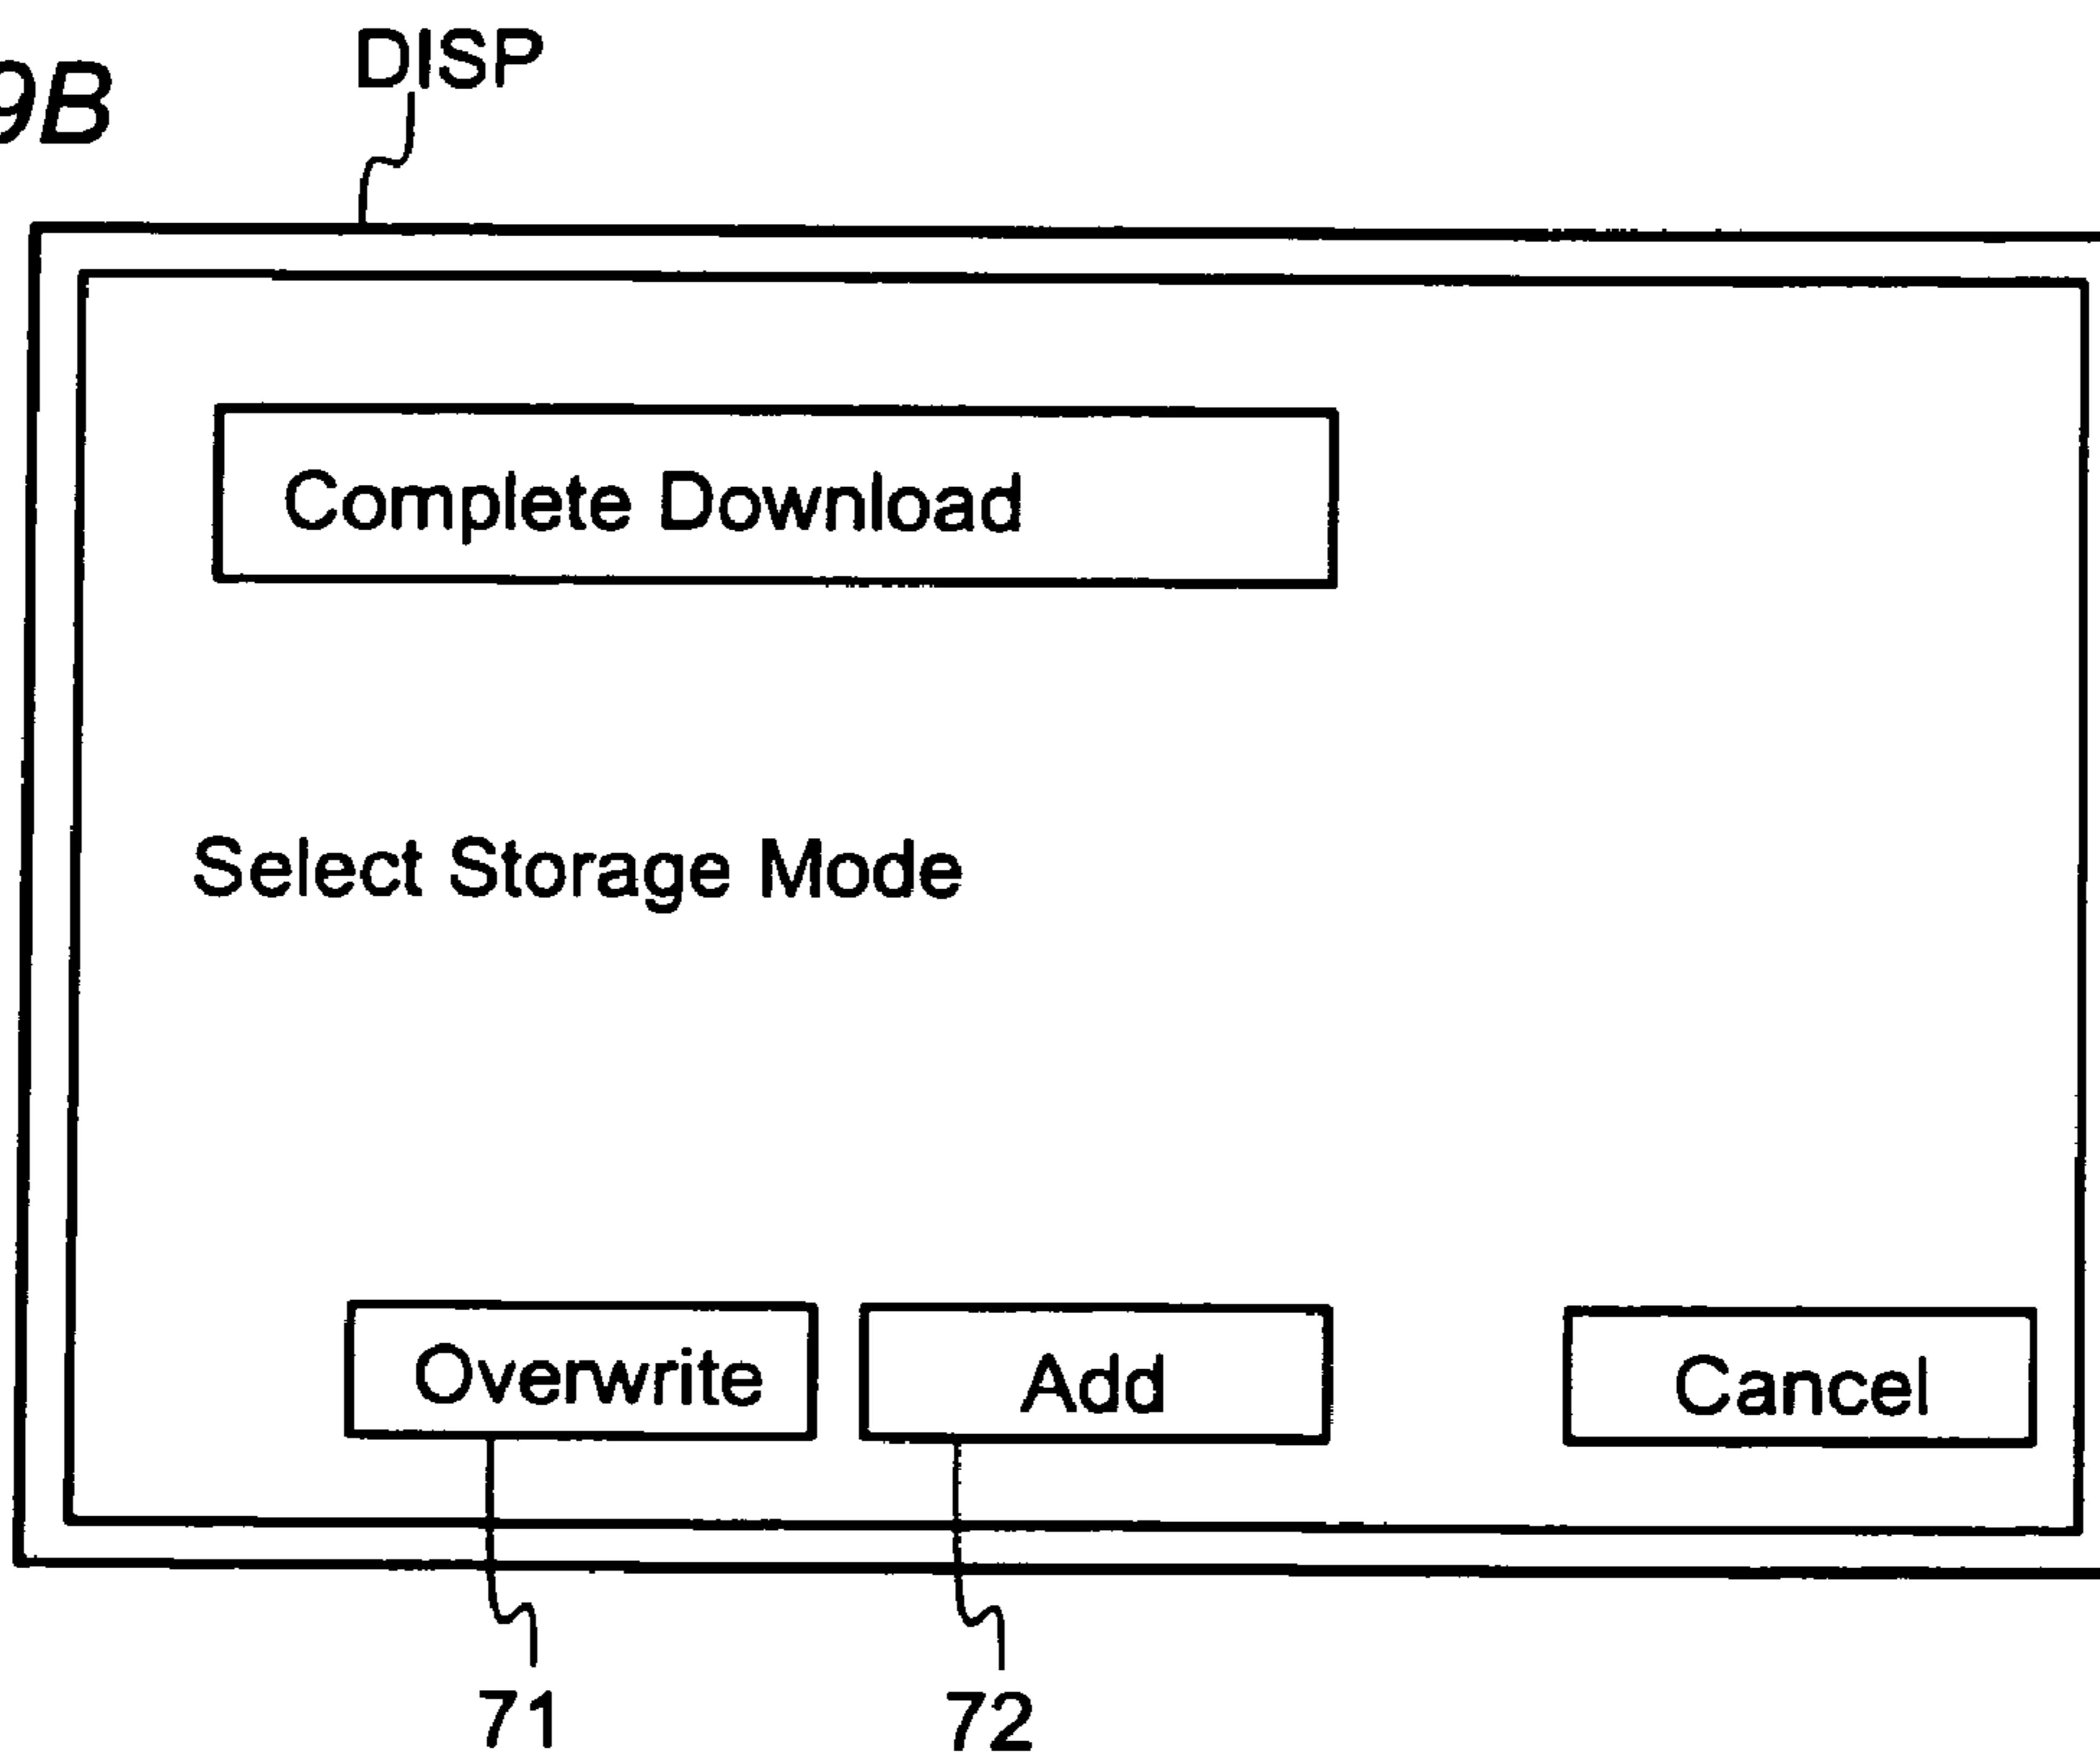 DISP
9B
Complete Download
Select Storage Mode
Overwrite
Add
Cancel
71
72